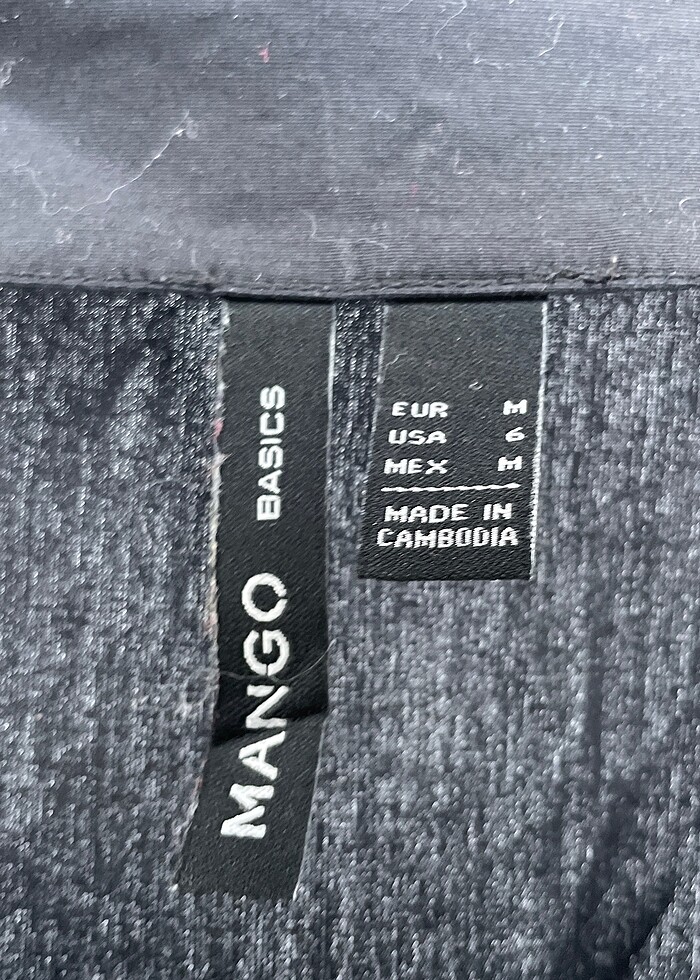 MANGO BASICS
EUR M
USA 6
MEX M
MADE IN
CAMBODIA